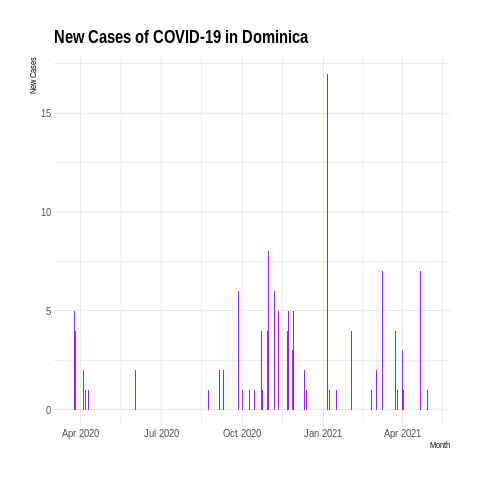 New Cases of COVID-19 in Dominica
New Cases
15
10
5
0
Apr 2020 Jul 2020 Oct 2020 Jan 2021 Apr 2021
Month